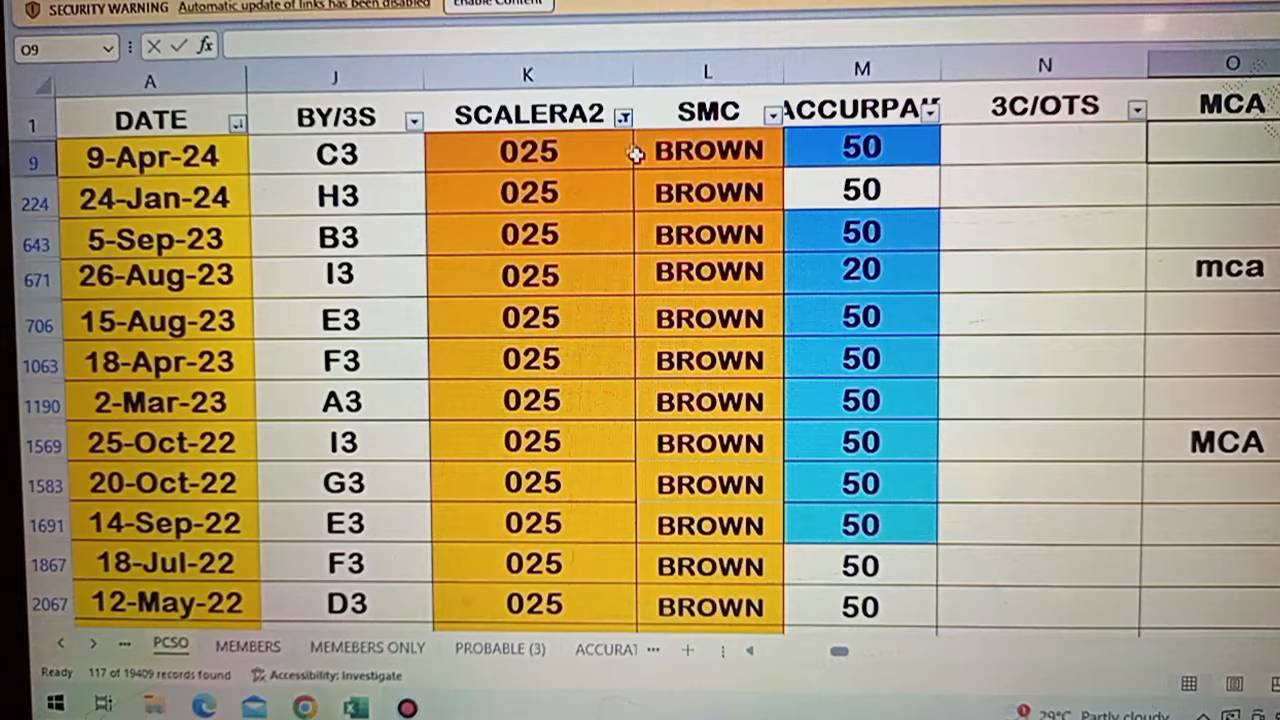 SECURITY WARNING Automatic update of links has been disabled Enable Content
O9 fx
A J K L M N O
1 DATE BY/3S SCALERA2 SMC 3C/OTS MCA
9 9-Apr-24 C3 025 BROWN 50
224 24-Jan-24 H3 025 BROWN 50
643 5-Sep-23 B3 025 BROWN 50
671 26-Aug-23 I3 025 BROWN 20 mca
706 15-Aug-23 E3 025 BROWN 50
1063 18-Apr-23 F3 025 BROWN 50
1190 2-Mar-23 A3 025 BROWN 50
1569 25-Oct-22 I3 025 BROWN 50 MCA
1583 20-Oct-22 G3 025 BROWN 50
1691 14-Sep-22 E3 025 BROWN 50
1867 18-Jul-22 F3 025 BROWN 50
2067 12-May-22 D3 025 BROWN 50
PCSO MEMBERS MEMEBERS ONLY PROBABLE (3) ACCURAT
Ready 117 of 19409 records found Accessibility: Investigate
29°C Partly cloudy